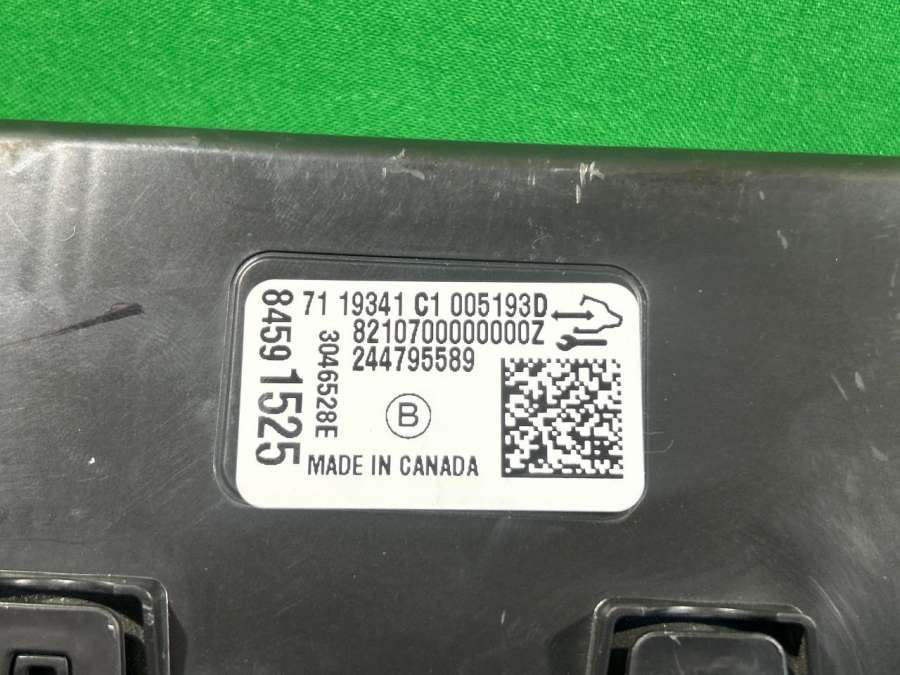 71 19341 C1 005193D
8210700000000Z
244795589
8459 1525
3046528E
B
MADE IN CANADA